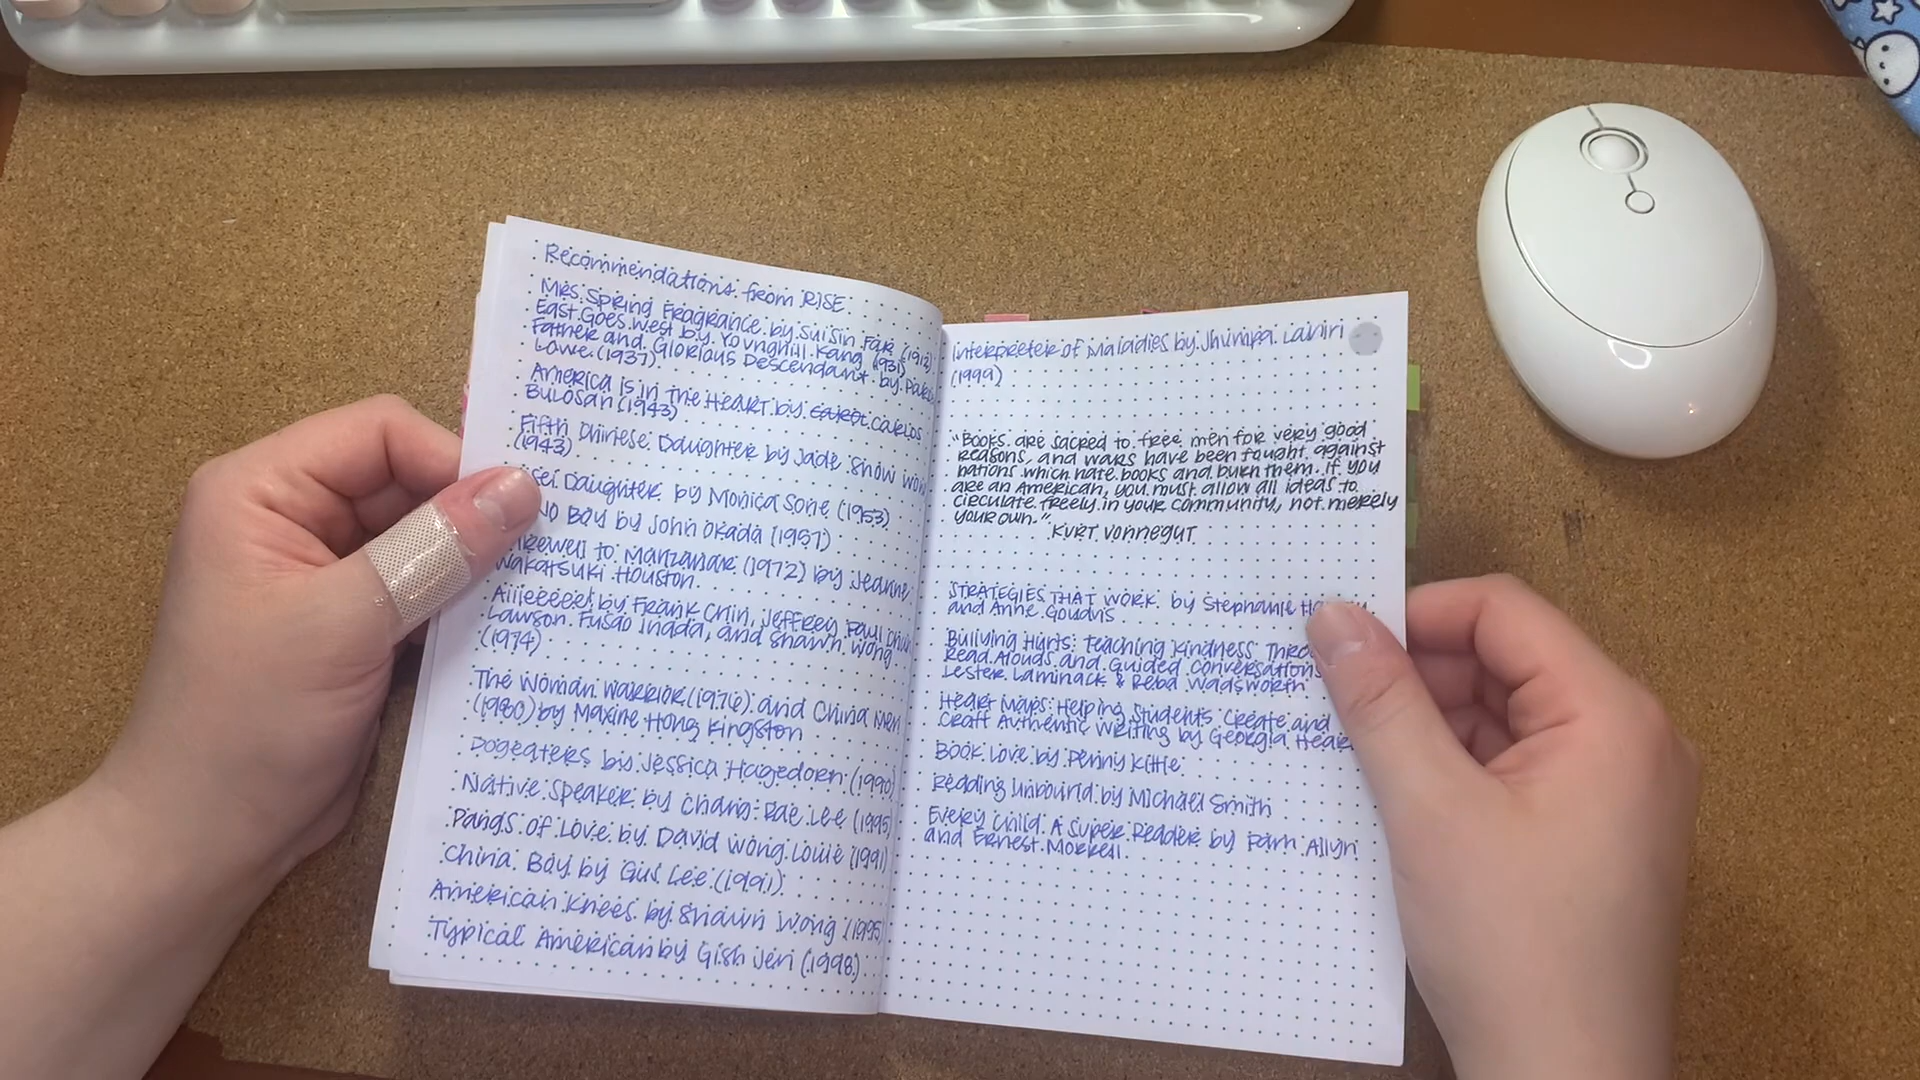 Recommendations from RISE
Mrs. Spring Fragrance by Sui Sin Far (1912)
East Goes West by Younghill Kang (1931)
Father and Glorious Descendant by
Lowe (1937)
America Is in the Heart by Carlos
Bulosan (1943)
Fifth Chinese Daughter by Jade Snow
(1943)
Daughter by Monica Sone (1953)
No Boy by John Okada (1957)
to Manzanar (1972) by Jeanne
Wakatsuki Houston
by Frank Chin, Jeffrey Paul
Lawson Fusao Inada, and Shawn Wong
(1974)
The Woman Warrior (1976) and China Men
(1980) by Maxine Hong Kingston
Dogeaters by Jessica Hagedorn (1990)
Native Speaker by Chang-Rae Lee (1995)
Pangs of Love by David Wong Louie (1991)
China Boy by Gus Lee (1991)
American Knees by Shawn Wong (1995)
Typical American by Gish Jen (1998)
Interpreter of Maladies by Jhumpa Lahiri
(1999)
"Books are sacred to free men for very good
reasons, and wars have been fought against
nations which hate books and burn them. If you
are an American, you must allow all ideas to
circulate freely in your community, not merely
your own."
Kurt Vonnegut
STRATEGIES THAT WORK by Stephanie
and Anne Goudvis
Bullying Hurts: Teaching Kindness
Read Alouds and Guided Conversations
Lester Laminack & Reba Wadsworth
Heart Maps: Helping Students Create and
Craft Authentic Writing by Georgia Heard
Book Love by Penny Kittle
Reading Unbound by Michael Smith
Every Child A Super Reader by Pam Allyn
and Ernest Morrell